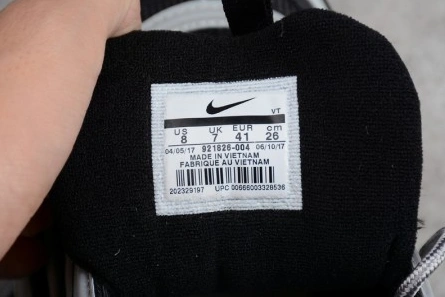 VT
US UK EUR cm
8 7 41 26
04/05/17 921826-004 06/10/17
MADE IN VIETNAM
FABRIQUE AU VIETNAM
202329197 UPC 00666003328536